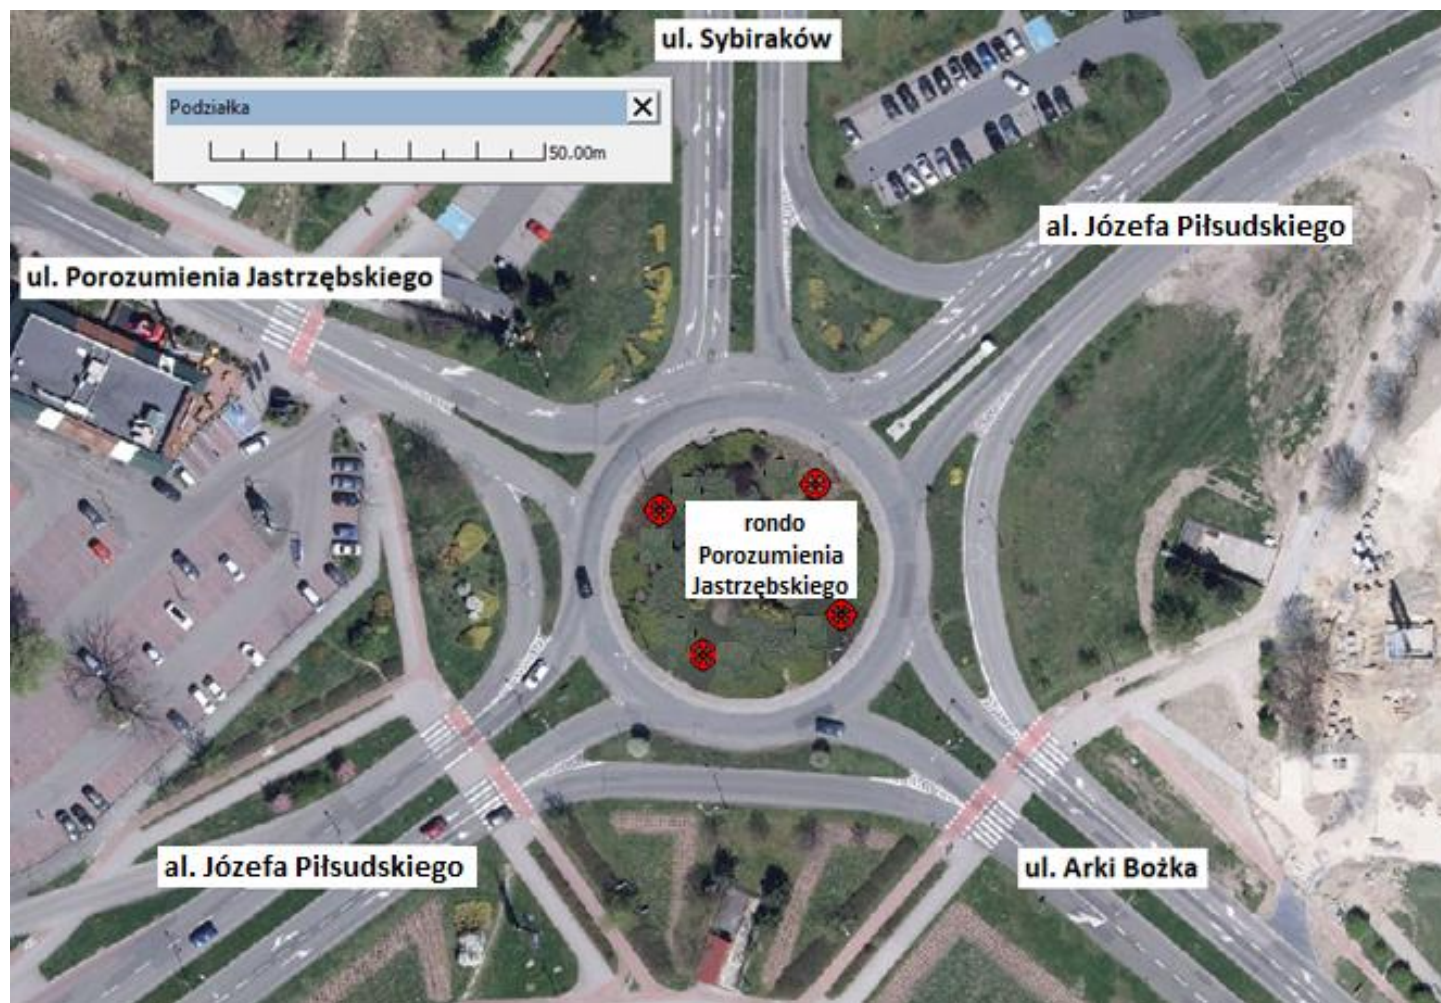 ul. Sybiraków
Podziałka
50.00m
al. Józefa Piłsudskiego
ul. Porozumienia Jastrzębskiego
rondo
Porozumienia
Jastrzębskiego
al. Józefa Piłsudskiego
ul. Arki Bożka